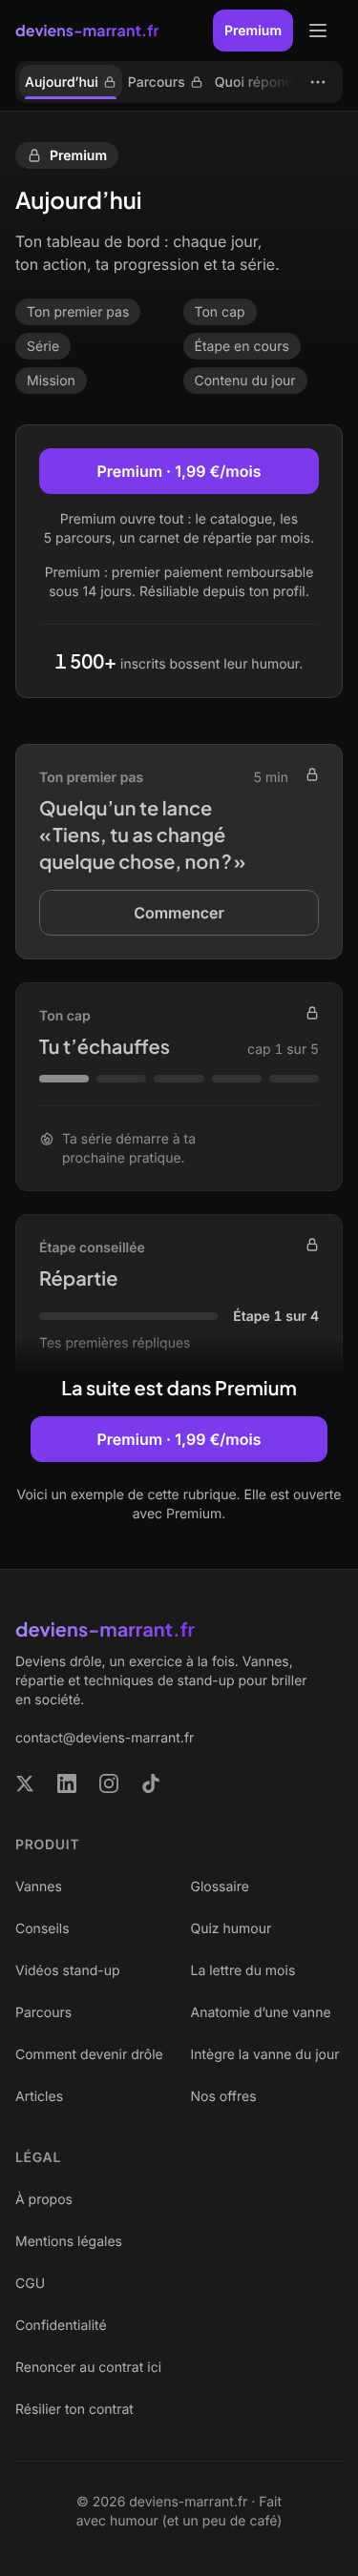 deviens-marrant.fr
Premium
Aujourd’hui
Parcours
Quoi répond
Premium
Aujourd’hui
Ton tableau de bord : chaque jour,
ton action, ta progression et ta série.
Ton premier pas
Ton cap
Série
Étape en cours
Mission
Contenu du jour
Premium · 1,99 €/mois
Premium ouvre tout : le catalogue, les
5 parcours, un carnet de répartie par mois.
Premium : premier paiement remboursable
sous 14 jours. Résiliable depuis ton profil.
1 500+ inscrits bossent leur humour.
Ton premier pas
5 min
Quelqu’un te lance
« Tiens, tu as changé
quelque chose, non ? »
Commencer
Ton cap
Tu t’échauffes
cap 1 sur 5
Ta série démarre à ta
prochaine pratique.
Étape conseillée
Répartie
Étape 1 sur 4
Tes premières répliques
La suite est dans Premium
Premium · 1,99 €/mois
Voici un exemple de cette rubrique. Elle est ouverte
avec Premium.
deviens-marrant.fr
Deviens drôle, un exercice à la fois. Vannes,
répartie et techniques de stand-up pour briller
en société.
contact@deviens-marrant.fr
PRODUIT
Vannes
Glossaire
Conseils
Quiz humour
Vidéos stand-up
La lettre du mois
Parcours
Anatomie d’une vanne
Comment devenir drôle
Intègre la vanne du jour
Articles
Nos offres
LÉGAL
À propos
Mentions légales
CGU
Confidentialité
Renoncer au contrat ici
Résilier ton contrat
© 2026 deviens-marrant.fr · Fait
avec humour (et un peu de café)